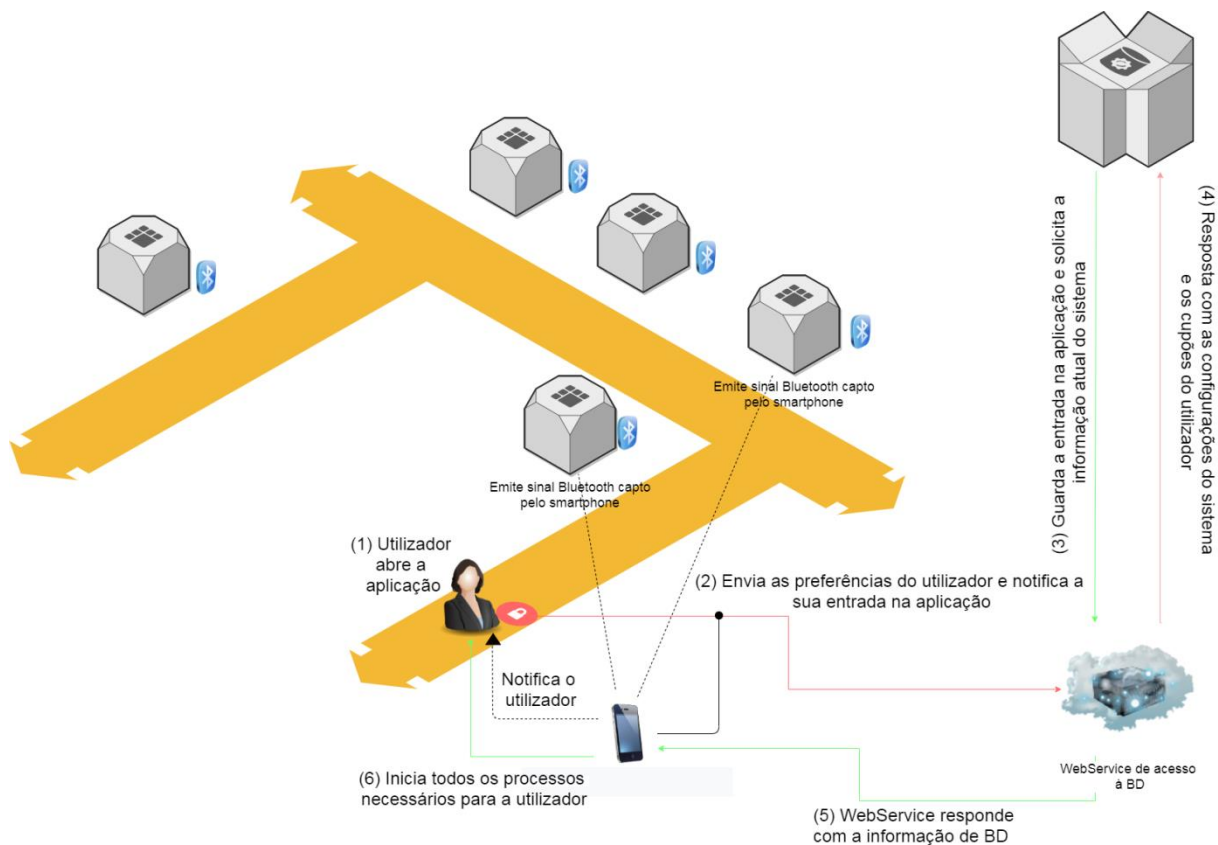 Emite sinal Bluetooth capto
pelo smartphone
Emite sinal Bluetooth capto
pelo smartphone
(1) Utilizador
abre a
aplicação
(2) Envia as preferências do utilizador e notifica a
sua entrada na aplicação
(3) Guarda a entrada na aplicação e solicita a
informação atual do sistema
(4) Resposta com as configurações do sistema
e os cupões do utilizador
Notifica o
utilizador
WebService de acesso
à BD
(6) Inicia todos os processos
necessários para a utilizador
(5) WebService responde
com a informação de BD